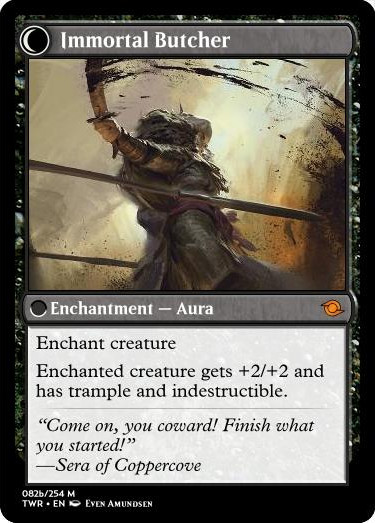 Immortal Butcher
Enchantment — Aura
Enchant creature
Enchanted creature gets +2/+2 and
has trample and indestructible.
“Come on, you coward! Finish what
you started!”
—Sera of Coppercove
082b/254 M
TWR • EN Even Amundsen